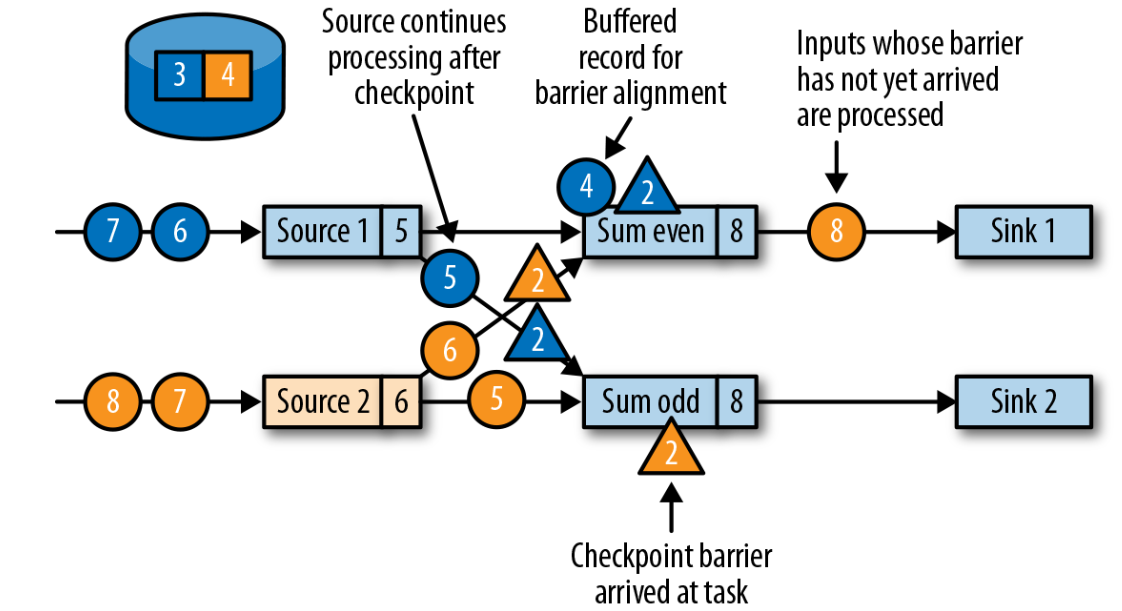 Source continues
processing after
checkpoint
Buffered
record for
barrier alignment
Inputs whose barrier
has not yet arrived
are processed
3 4
4 2
7 6 Source 1 5 Sum even 8 8 Sink 1
5 2
2
6
8 7 Source 2 6 5 Sum odd 8 Sink 2
2
Checkpoint barrier
arrived at task